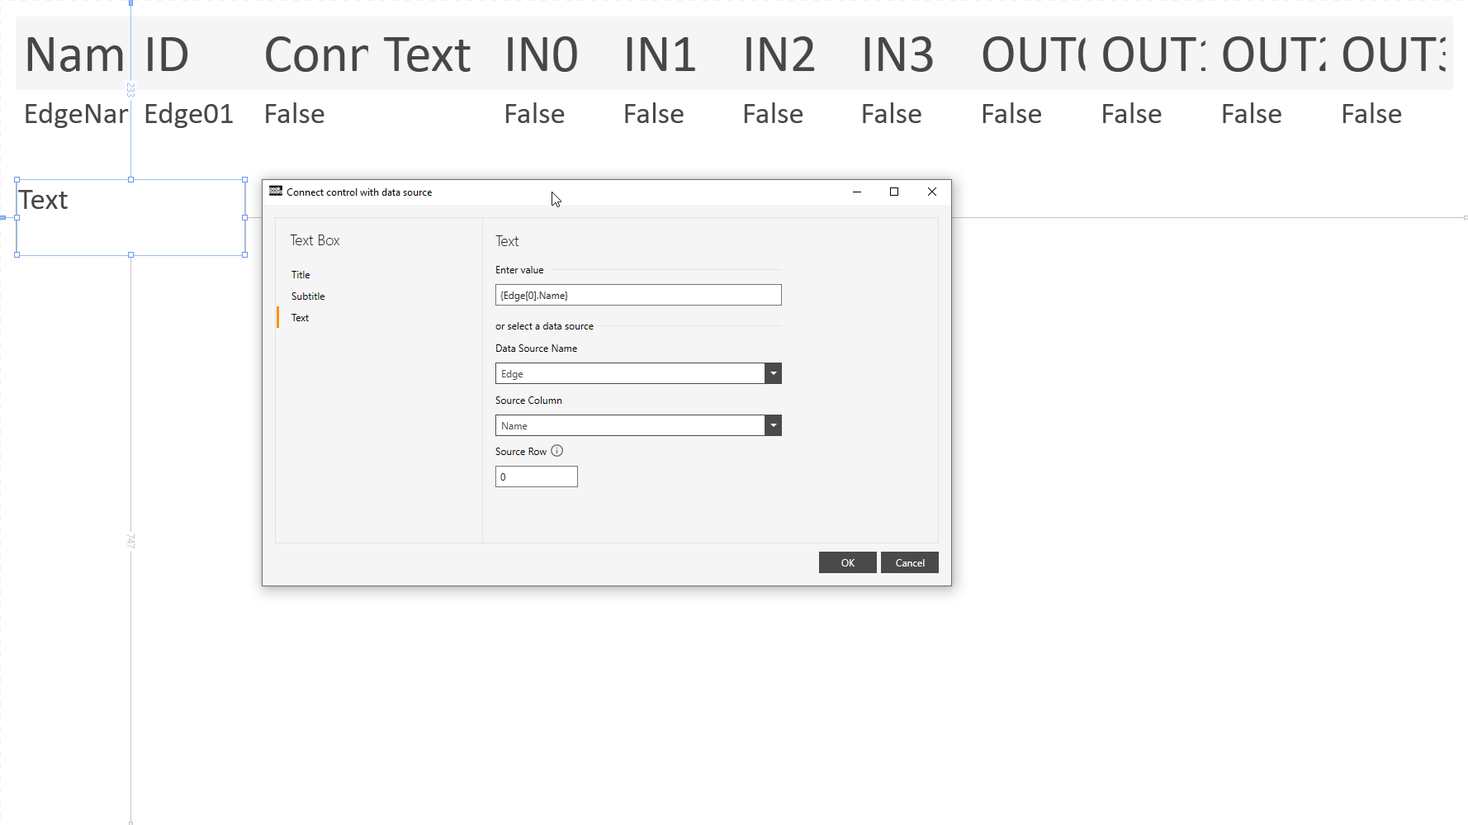 Nam ID Conr Text IN0 IN1 IN2 IN3 OUT( OUT: OUT2 OUT3
233
EdgeNar Edge01 False False False False False False False False False
Text
Connect control with data source
Text Box
Title
Subtitle
Text
Text
Enter value
{Edge[0].Name}
or select a data source
Data Source Name
Edge
Source Column
Name
Source Row
0
OK Cancel
747